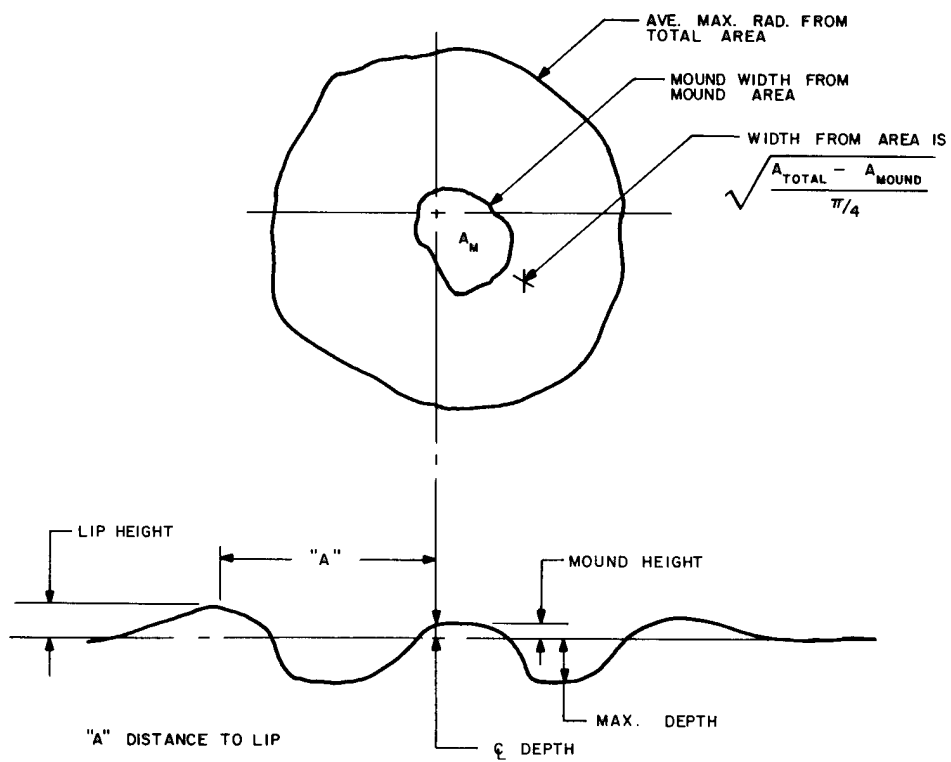 AVE. MAX. RAD. FROM
TOTAL AREA
MOUND WIDTH FROM
MOUND AREA
WIDTH FROM AREA IS
√
A_TOTAL - A_MOUND
π/4
A_M
LIP HEIGHT
"A"
MOUND HEIGHT
MAX. DEPTH
"A" DISTANCE TO LIP
℄ DEPTH